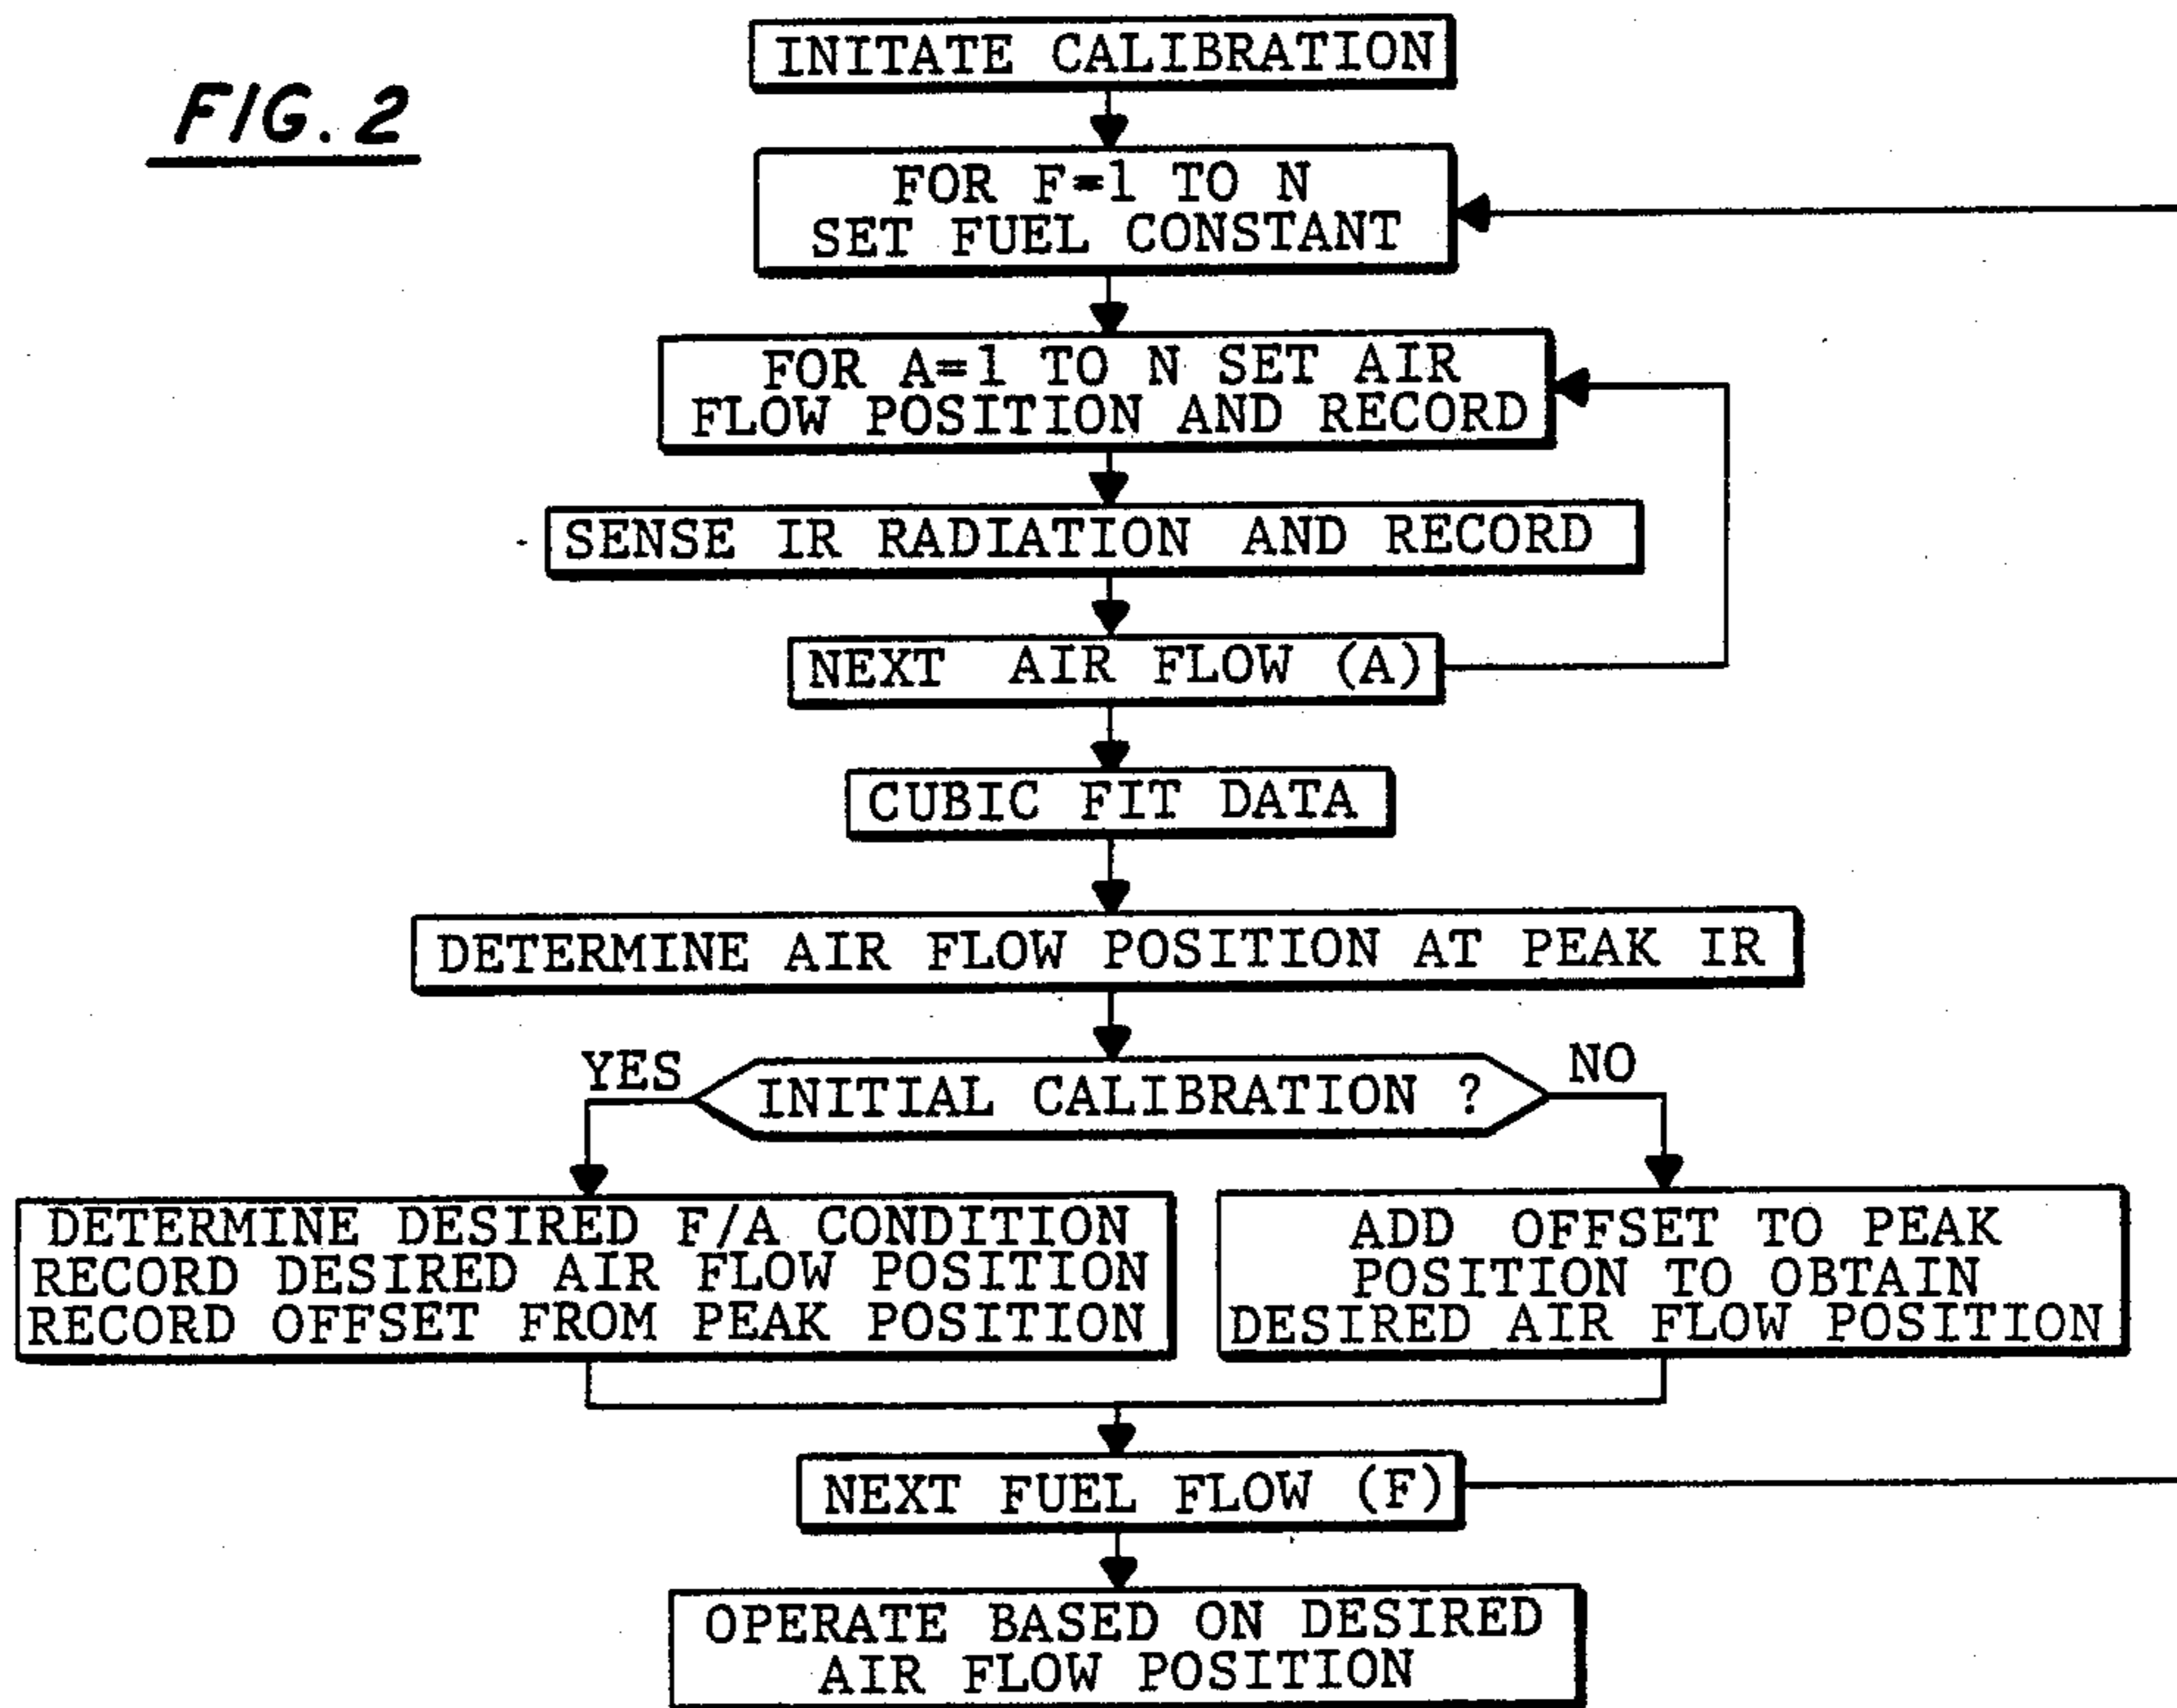 FIG. 2
INITATE CALIBRATION
FOR F=1 TO N
SET FUEL CONSTANT
FOR A=1 TO N SET AIR
FLOW POSITION AND RECORD
SENSE IR RADIATION AND RECORD
NEXT AIR FLOW (A)
CUBIC FIT DATA
DETERMINE AIR FLOW POSITION AT PEAK IR
INITIAL CALIBRATION ?
YES
NO
DETERMINE DESIRED F/A CONDITION
RECORD DESIRED AIR FLOW POSITION
RECORD OFFSET FROM PEAK POSITION
ADD OFFSET TO PEAK
POSITION TO OBTAIN
DESIRED AIR FLOW POSITION
NEXT FUEL FLOW (F)
OPERATE BASED ON DESIRED
AIR FLOW POSITION